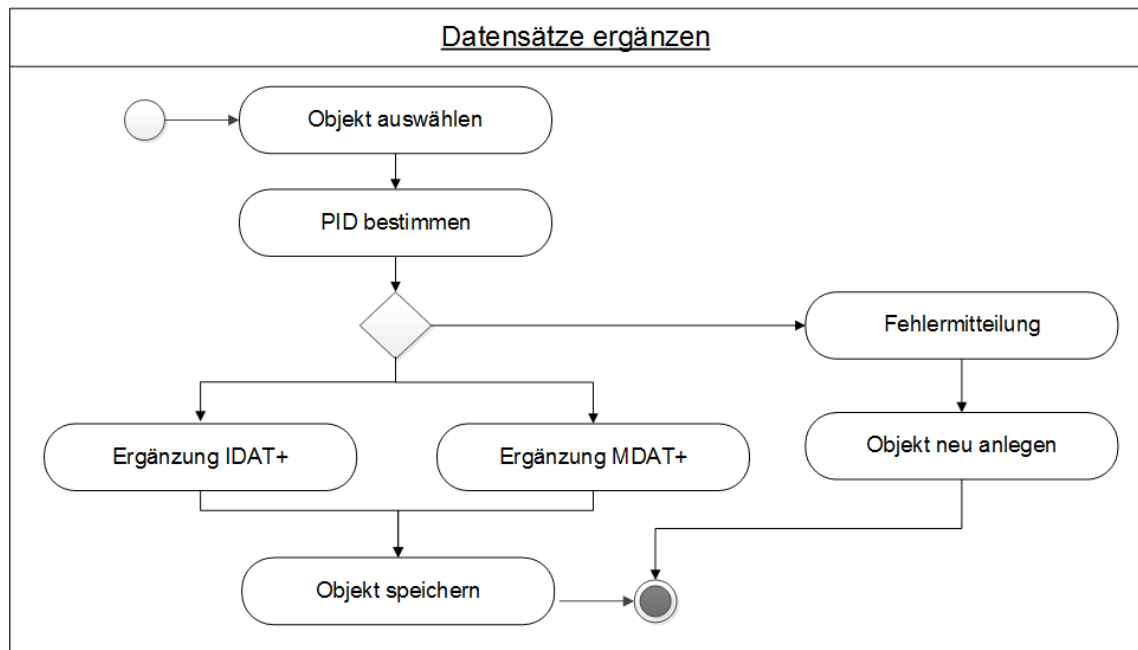 Datensätze ergänzen
Objekt auswählen
PID bestimmen
Fehlermitteilung
Ergänzung IDAT+
Ergänzung MDAT+
Objekt neu anlegen
Objekt speichern